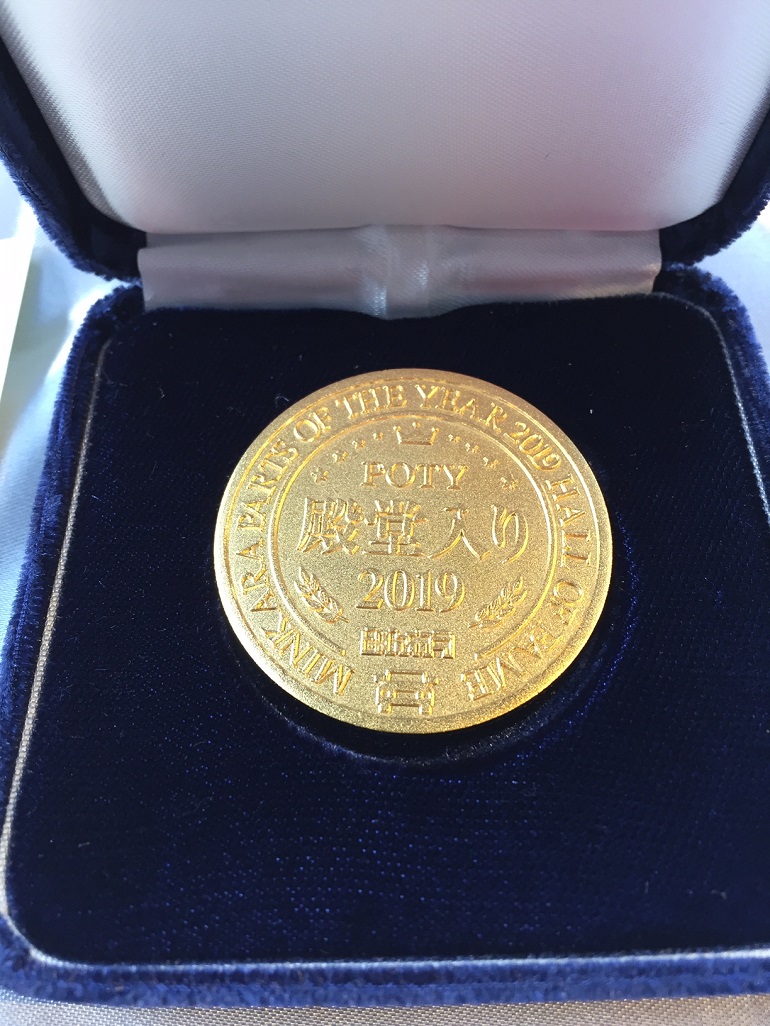 MINKARA PARTS OF THE YEAR 2019 HALL OF FAME
POTY
殿堂入り
2019